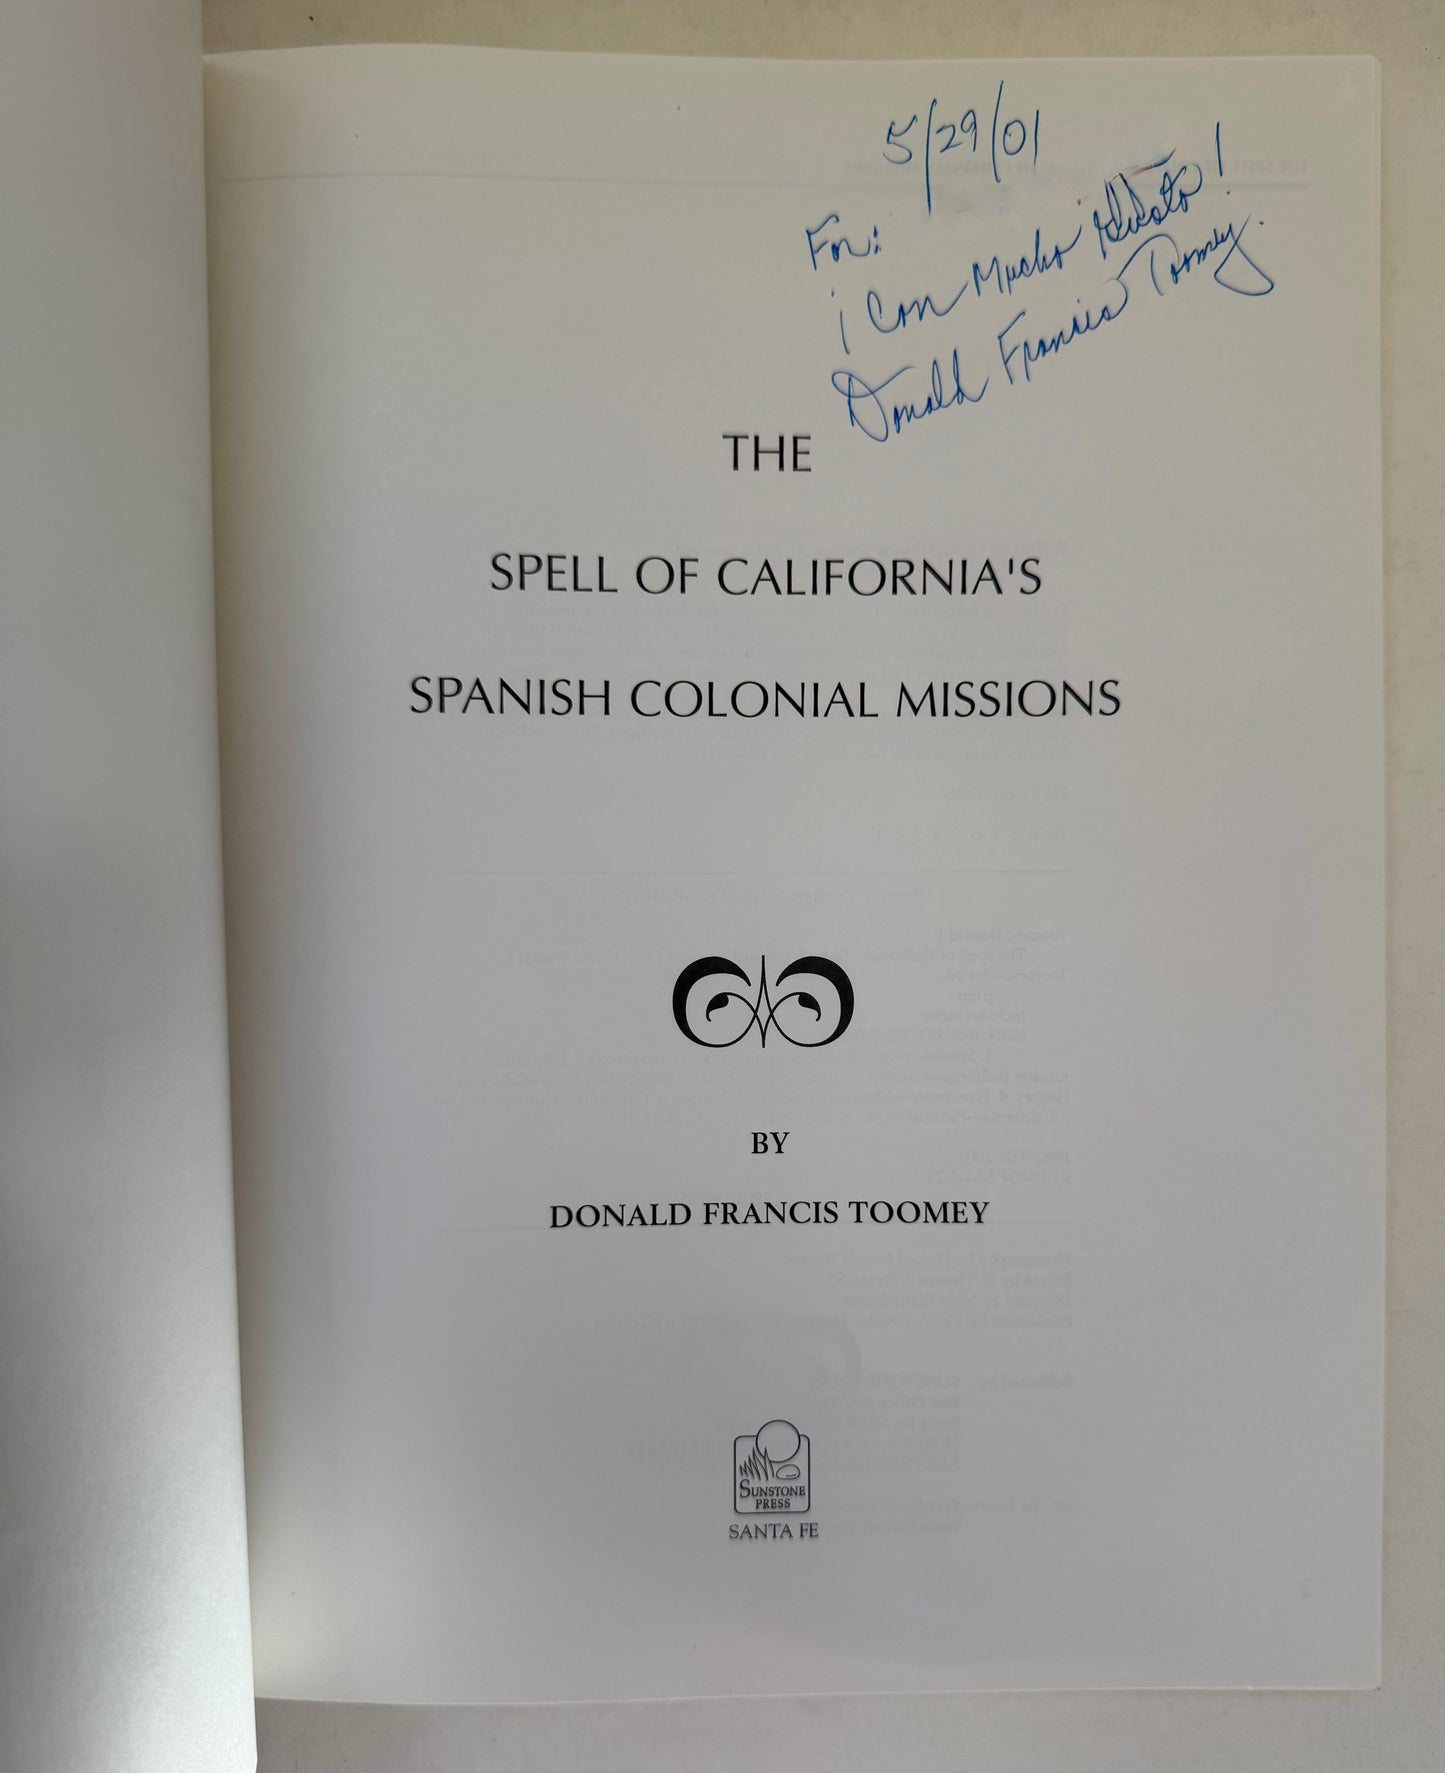 5/29/01
For:
¡Con Mucho Gusto!
Donald Francis Toomey.
THE
SPELL OF CALIFORNIA'S
SPANISH COLONIAL MISSIONS
BY
DONALD FRANCIS TOOMEY
SUNSTONE
PRESS
SANTA FE